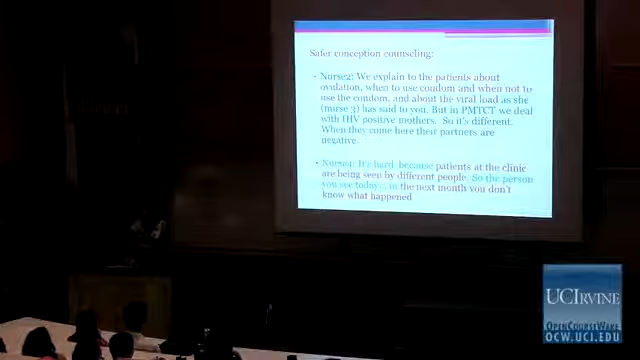 Safer conception counseling:
- Nurse2: We explain to the patients about
ovulation, when to use condom and when not to
use the condom, and about the viral load as she
(nurse 3) has said to you. But in PMTCT we deal
with HIV positive mothers. So it's different.
When they come here their partners are
negative.
• Nurse4: It's hard because patients at the clinic
are being seen by different people. So the person
you see today... in the next month you don't
know what happened
UCIRVINE
OPENCOURSEWARE
OCW.UCI.EDU